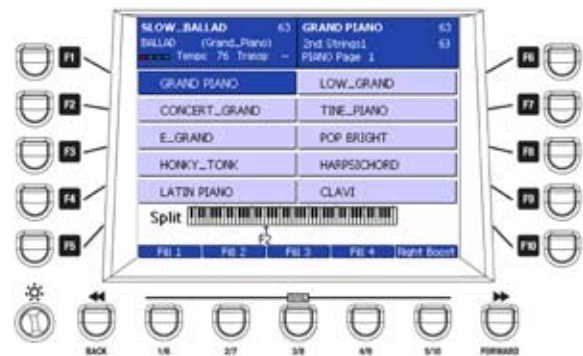 SLOW_BALLAD 63 GRAND PIANO 63
BALLAD (Grand_Piano) 2nd: Strings1 63
Tempo: 76 Transp: -- PIANO Page 1
F1 F6
GRAND PIANO LOW_GRAND
F2 F7
CONCERT_GRAND TINE_PIANO
E_GRAND POP BRIGHT
F3 F8
HONKY_TONK HARPSICHORD
F4 F9
LATIN PIANO CLAVI
Split
F2
F5 F10
Fill 1 Fill 2 Fill 3 Fill 4 Right Boost
BACK 1/6 2/7 3/8 4/9 5/10 FORWARD